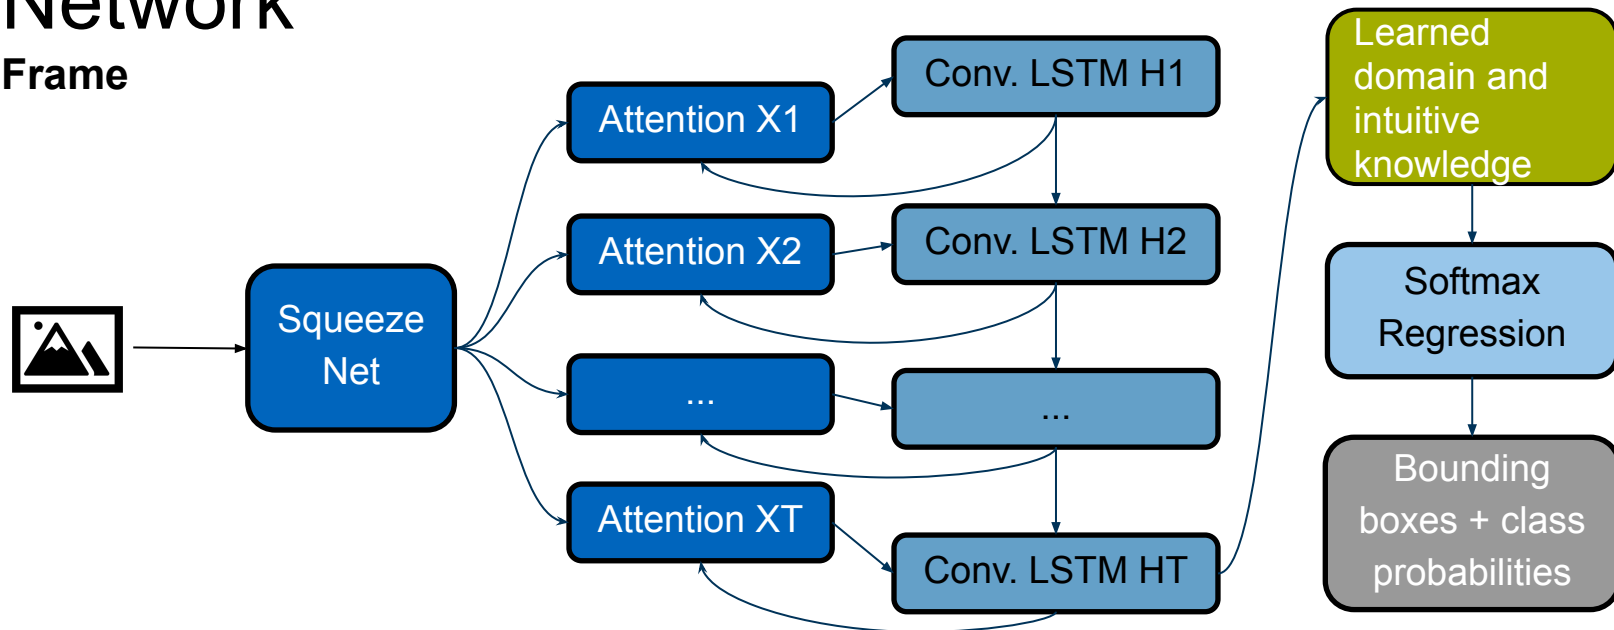 Network
Frame
Squeeze
Net
Attention X1
Attention X2
...
Attention XT
Conv. LSTM H1
Conv. LSTM H2
...
Conv. LSTM HT
Learned
domain and
intuitive
knowledge
Softmax
Regression
Bounding
boxes + class
probabilities